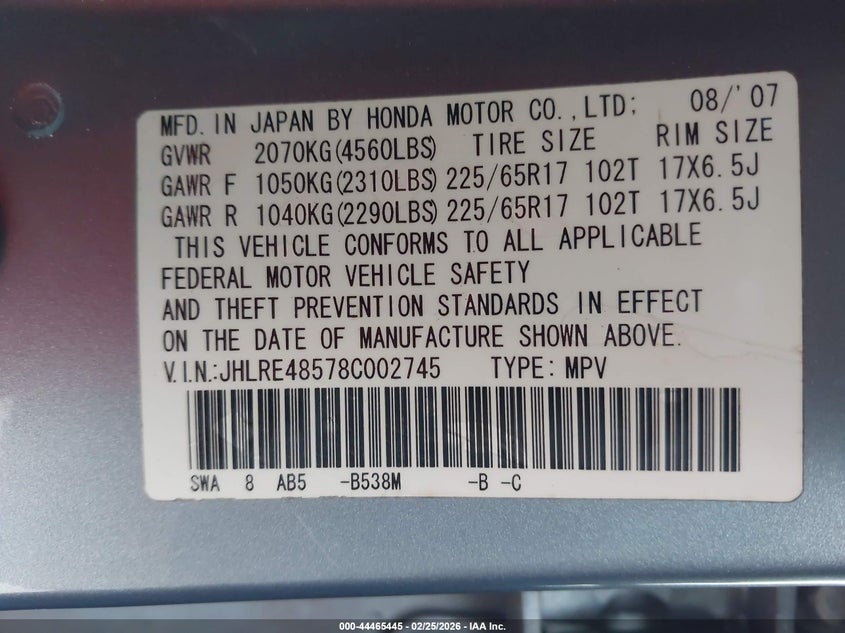 MFD. IN JAPAN BY HONDA MOTOR CO.,LTD; 08/'07
GVWR 2070KG(4560LBS) TIRE SIZE RIM SIZE
GAWR F 1050KG(2310LBS) 225/65R17 102T 17X6.5J
GAWR R 1040KG(2290LBS) 225/65R17 102T 17X6.5J
THIS VEHICLE CONFORMS TO ALL APPLICABLE
FEDERAL MOTOR VEHICLE SAFETY
AND THEFT PREVENTION STANDARDS IN EFFECT
ON THE DATE OF MANUFACTURE SHOWN ABOVE.
V.I.N.:JHLRE48578C002745 TYPE: MPV
SWA 8 AB5 -B538M -B -C
000-44465445 - 02/25/2026 - IAA Inc.